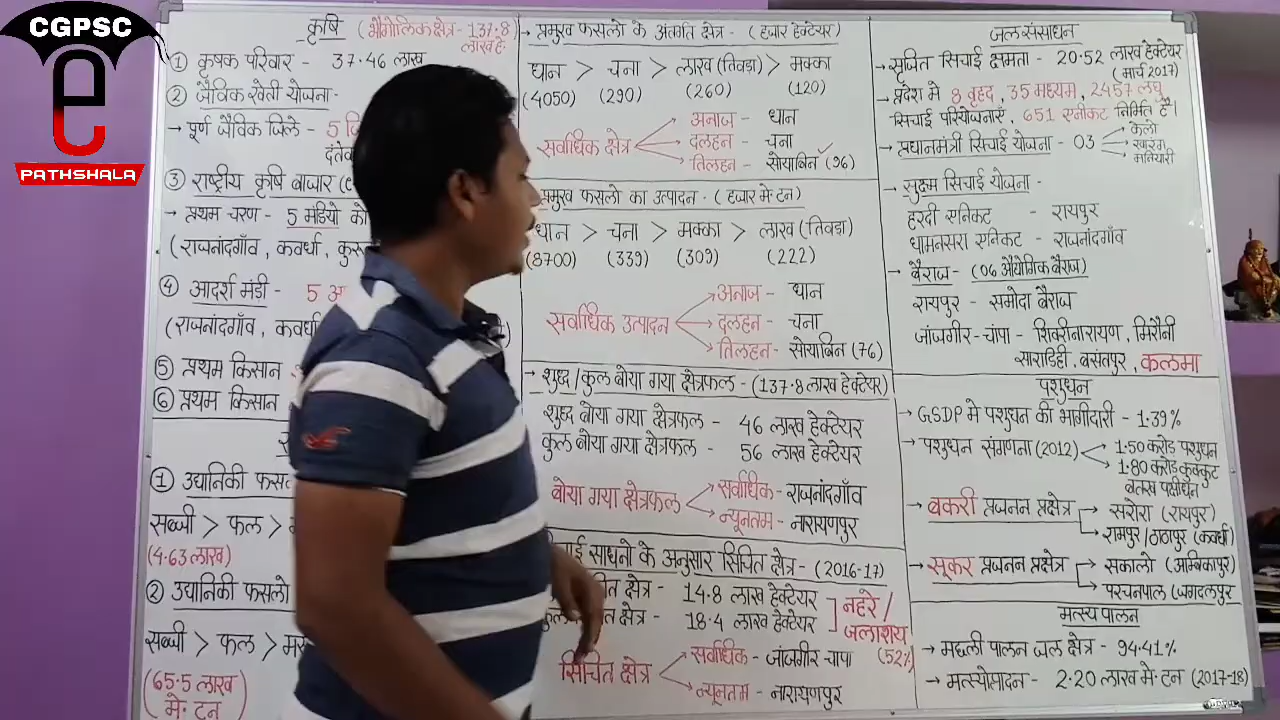 CGPSC
e
PATHSHALA
कृषि (भौगोलिक क्षेत्र - 137.8 लाख हे.
① कृषक परिवार - 37.46 लाख
② जैविक खेती योजना -
→ पूर्ण जैविक जिले - 5
③ राष्ट्रीय कृषि बाजार (e
→ प्रथम चरण - 5 मंडियो को
(राजनांदगाँव, कवर्धा,
④ आदर्श मंडी - 5
(राजनांदगाँव, कवर्धा
⑤ प्रथम किसान
⑥ प्रथम किसान
① उद्यानिकी फस
सब्जी > फल >
(4.63 लाख)
② उद्यानिकी फसलो
सब्जी > फल >
(65.5 लाख
मे. टन)
→ प्रमुख फसलो के अंतर्गत क्षेत्र - (हजार हेक्टेयर)
धान > चना > लाख (तिवडा) > मक्का
(4050) (290) (260) (120)
सर्वाधिक क्षेत्र
अनाज - धान
दलहन - चना
तिलहन - सोयाबिन (96)
प्रमुख फसलो का उत्पादन - (हजार मे. टन)
धान > चना > मक्का > लाख (तिवडा)
(8700) (339) (309) (222)
सर्वाधिक उत्पादन
अनाज - धान
दलहन - चना
तिलहन - सोयाबिन (76)
→ शुद्ध / कुल बोया गया क्षेत्रफल - (137.8 लाख हेक्टेयर)
शुद्ध बोया गया क्षेत्रफल - 46 लाख हेक्टेयर
कुल बोया गया क्षेत्रफल - 56 लाख हेक्टेयर
बोया गया क्षेत्रफल
सर्वाधिक - राजनांदगाँव
न्यूनतम - नारायणपुर
साधनो के अनुसार सिंचित क्षेत्र - (2016-17)
क्षेत्र - 14.8 लाख हेक्टेयर
क्षेत्र - 18.4 लाख हेक्टेयर
नहरे / जलाशय (52%)
सिंचित क्षेत्र
सर्वाधिक - जांजगीर चापा
न्यूनतम - नारायणपुर
जल संसाधन
→ सृजित सिंचाई क्षमता - 20.52 लाख हेक्टेयर
(मार्च 2017)
→ प्रदेश मे 8 वृहद, 35 मध्यम, 2457 लघु
सिंचाई परियोजनाएँ, 651 एनीकट निर्मित है।
→ प्रधानमंत्री सिंचाई योजना - 03
केलो
खारंग
मनियारी
→ सुक्ष्म सिंचाई योजना -
हरदी एनिकट - रायपुर
धामनसरा एनिकट - राजनांदगाँव
→ बैराज - (06 औद्योगिक बैराज)
रायपुर - समोदा बैराज
जांजगीर - चांपा - शिवरीनारायण, मिरौनी
साराडिही, बसंतपुर, कलमा
पशुधन
→ GSDP मे पशुधन की भागीदारी - 1.39%
→ पशुधन संगणना (2012)
1.50 करोड पशुधन
1.80 करोड कुक्कुट
बतख पक्षीधन
→ बकरी प्रजनन प्रक्षेत्र
सरोरा (रायपुर)
रामपुर / ठाठापुर (कवर्धा)
→ सूकर प्रजनन प्रक्षेत्र
सकालो (अम्बिकापुर)
परचनपाल (जगदलपुर
मत्स्य पालन
→ मछली पालन जल क्षेत्र - 94.41%
→ मत्स्योत्पादन - 2.20 लाख मे. टन (2017-18)